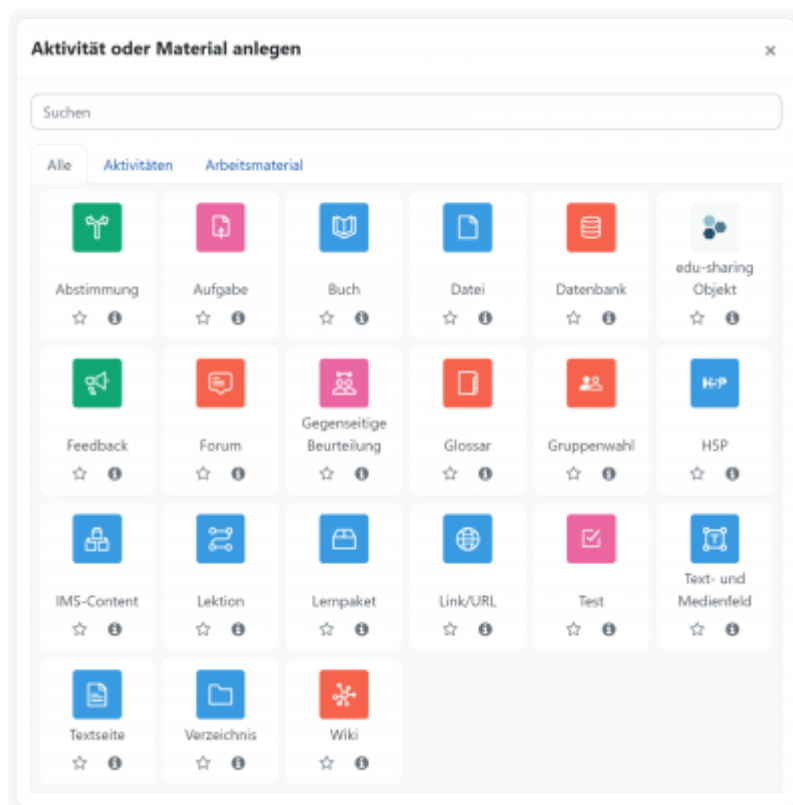 Aktivität oder Material anlegen ×
Suchen
Alle Aktivitäten Arbeitsmaterial
Abstimmung Aufgabe Buch Datei Datenbank edu-sharing Objekt
Feedback Forum Gegenseitige Beurteilung Glossar Gruppenwahl H5P
IMS-Content Lektion Lernpaket Link/URL Test Text- und Medienfeld
Textseite Verzeichnis Wiki